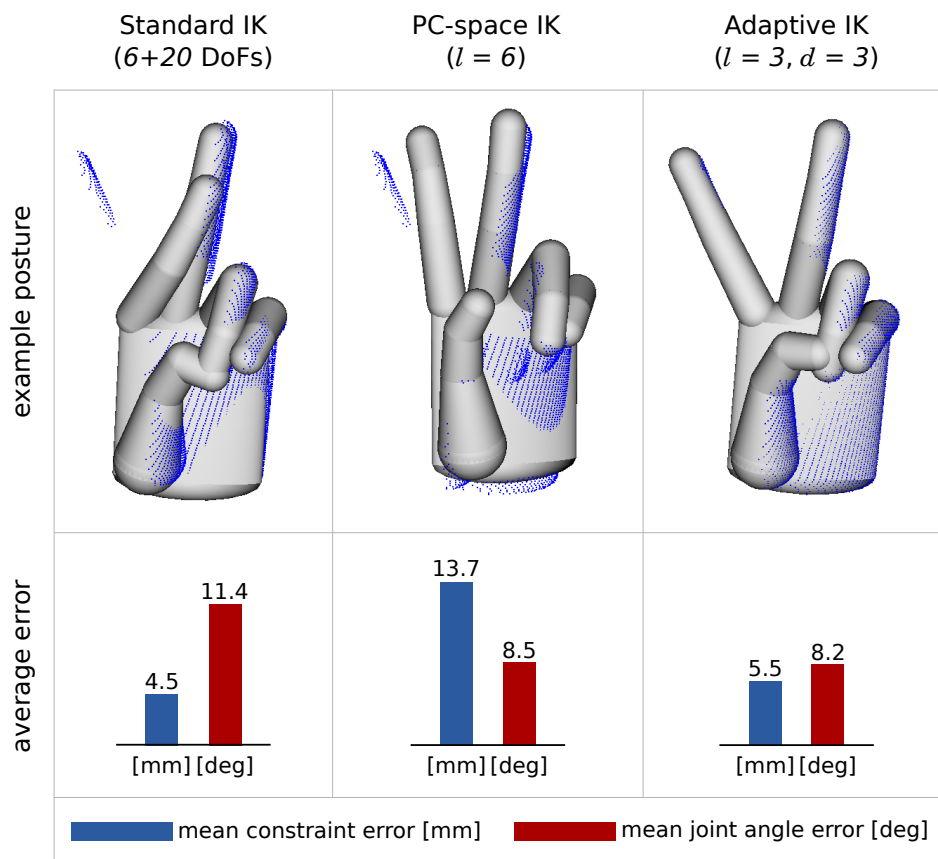 Standard IK
(6+20 DoFs)
PC-space IK
(l = 6)
Adaptive IK
(l = 3, d = 3)
example posture
average error
4.5
11.4
[mm] [deg]
13.7
8.5
[mm] [deg]
5.5
8.2
[mm] [deg]
mean constraint error [mm]
mean joint angle error [deg]